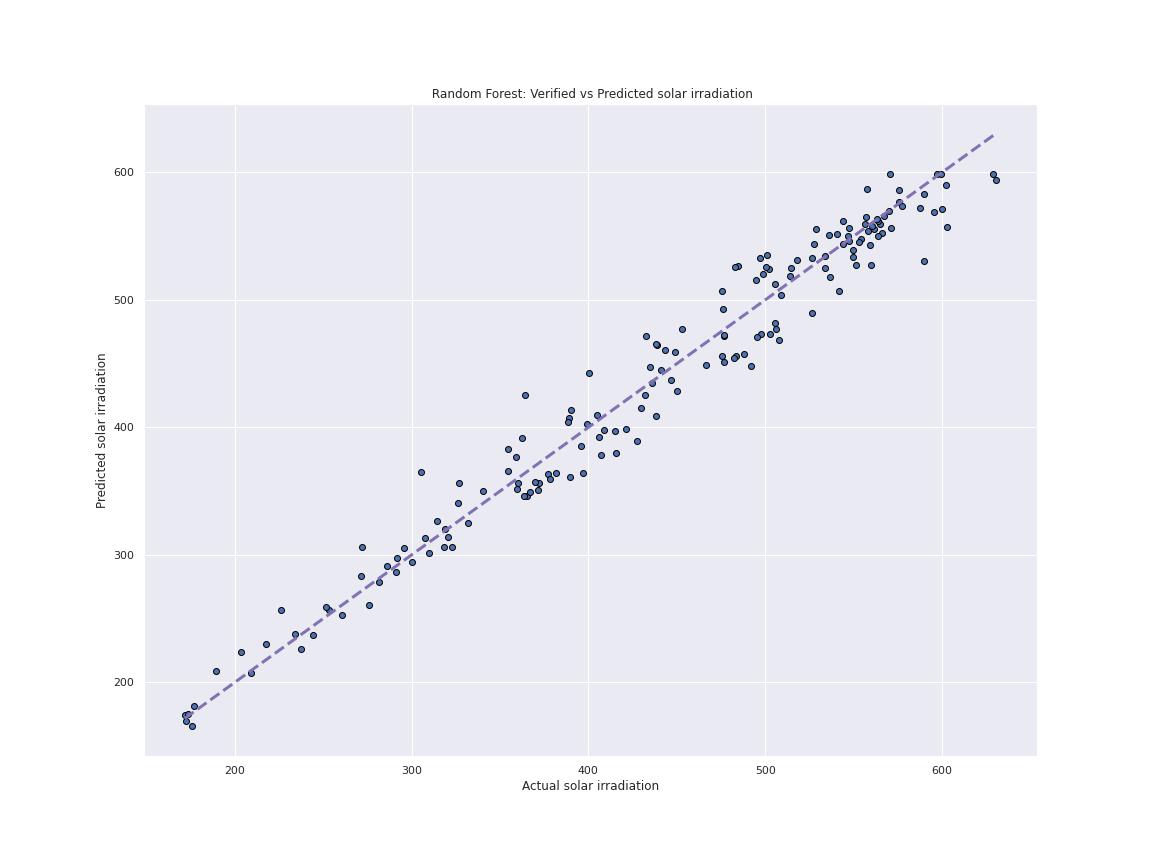 Random Forest: Verified vs Predicted solar irradiation
600
500
400
300
200
Predicted solar irradiation
200 300 400 500 600
Actual solar irradiation